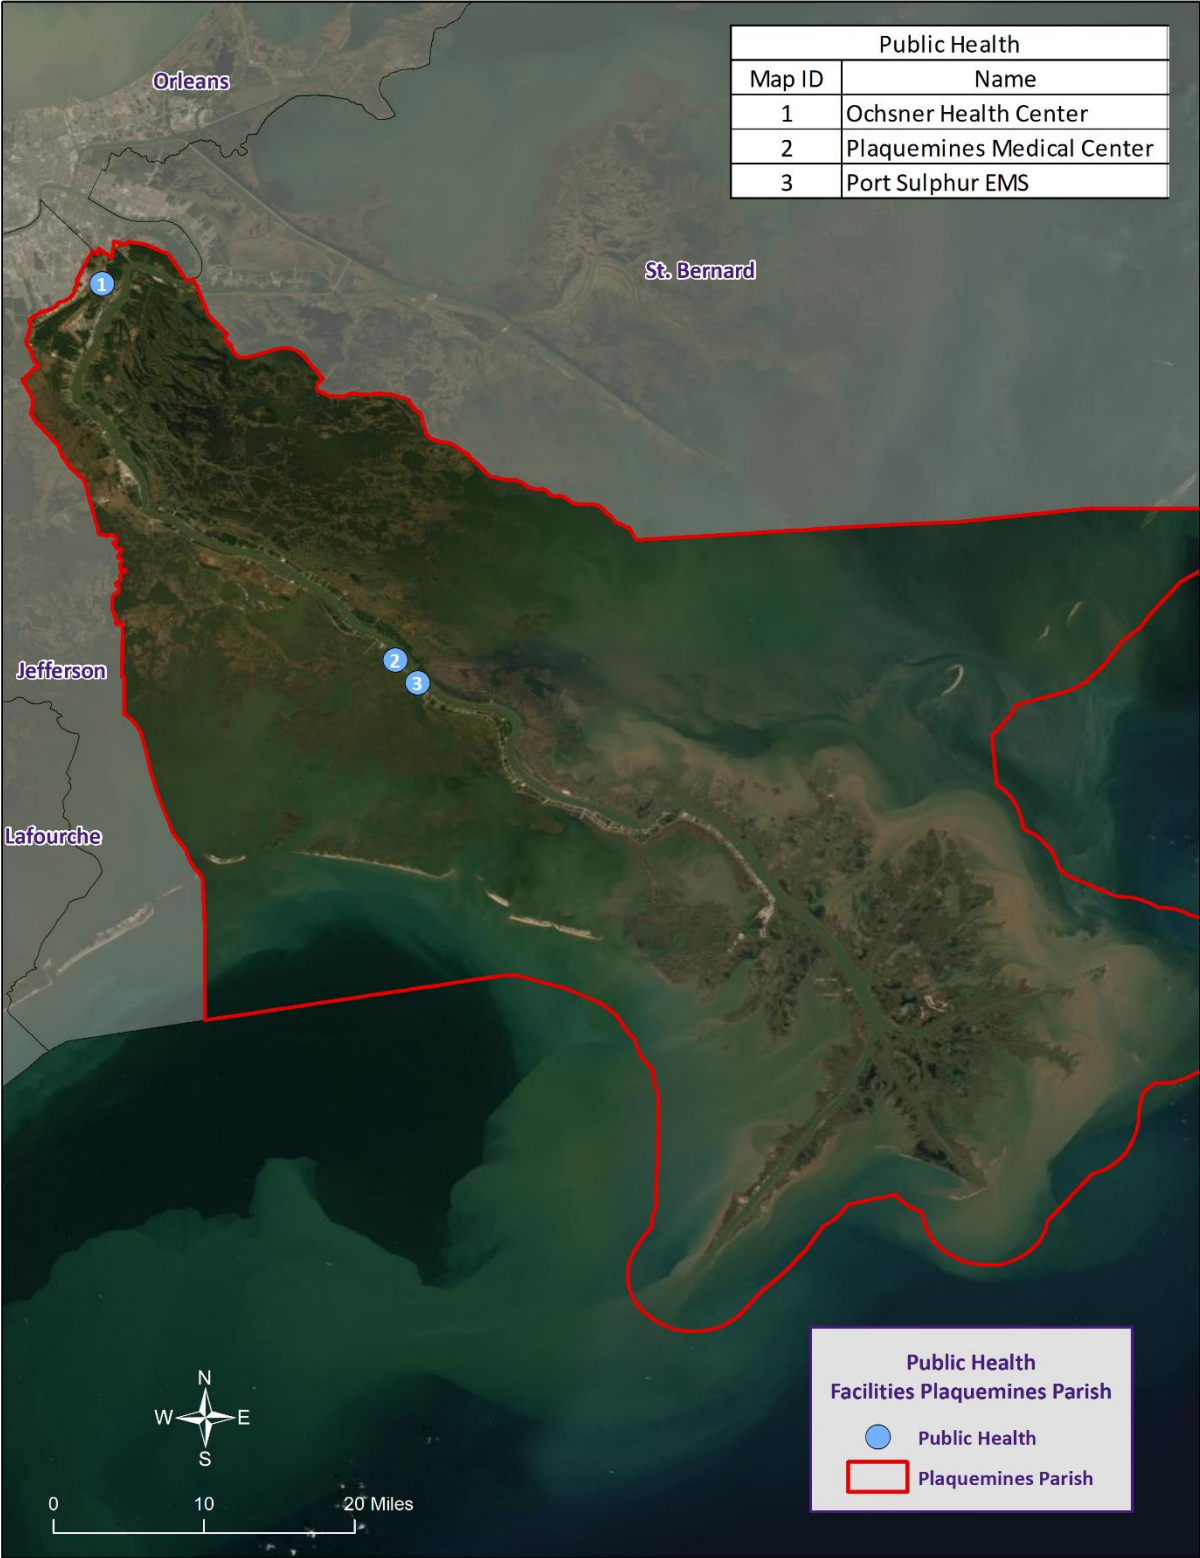 Public Health
Map ID Name
1 Ochsner Health Center
2 Plaquemines Medical Center
3 Port Sulphur EMS
Orleans
St. Bernard
1
2
3
Jefferson
Lafourche
N
W E
S
0 10 20 Miles
Public Health
Facilities Plaquemines Parish
Public Health
Plaquemines Parish